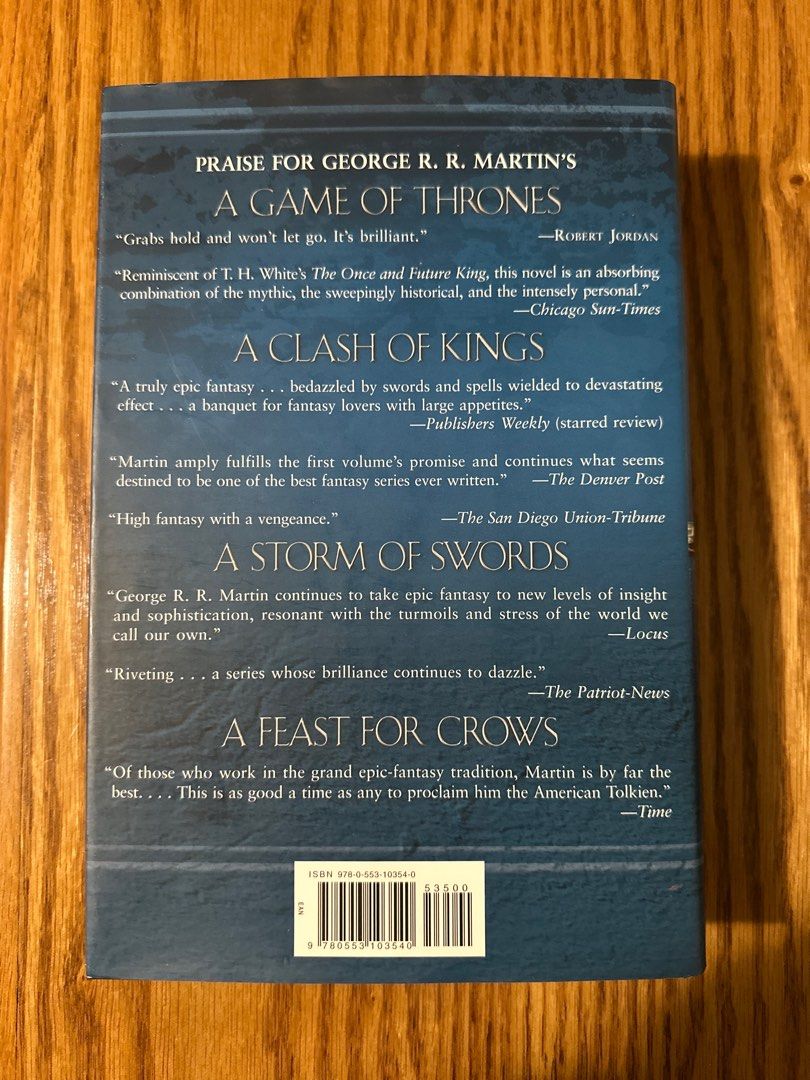 PRAISE FOR GEORGE R. R. MARTIN'S
A GAME OF THRONES
“Grabs hold and won't let go. It's brilliant.” —ROBERT JORDAN
“Reminiscent of T. H. White's The Once and Future King, this novel is an absorbing
combination of the mythic, the sweepingly historical, and the intensely personal.”
—Chicago Sun-Times
A CLASH OF KINGS
“A truly epic fantasy . . . bedazzled by swords and spells wielded to devastating
effect . . . a banquet for fantasy lovers with large appetites.”
—Publishers Weekly (starred review)
“Martin amply fulfills the first volume's promise and continues what seems
destined to be one of the best fantasy series ever written.” —The Denver Post
“High fantasy with a vengeance.” —The San Diego Union-Tribune
A STORM OF SWORDS
“George R. R. Martin continues to take epic fantasy to new levels of insight
and sophistication, resonant with the turmoils and stress of the world we
call our own.” —Locus
“Riveting . . . a series whose brilliance continues to dazzle.”
—The Patriot-News
A FEAST FOR CROWS
“Of those who work in the grand epic-fantasy tradition, Martin is by far the
best. . . . This is as good a time as any to proclaim him the American Tolkien.”
—Time
ISBN 978-0-553-10354-0
53500
EAN
9 780553 103540